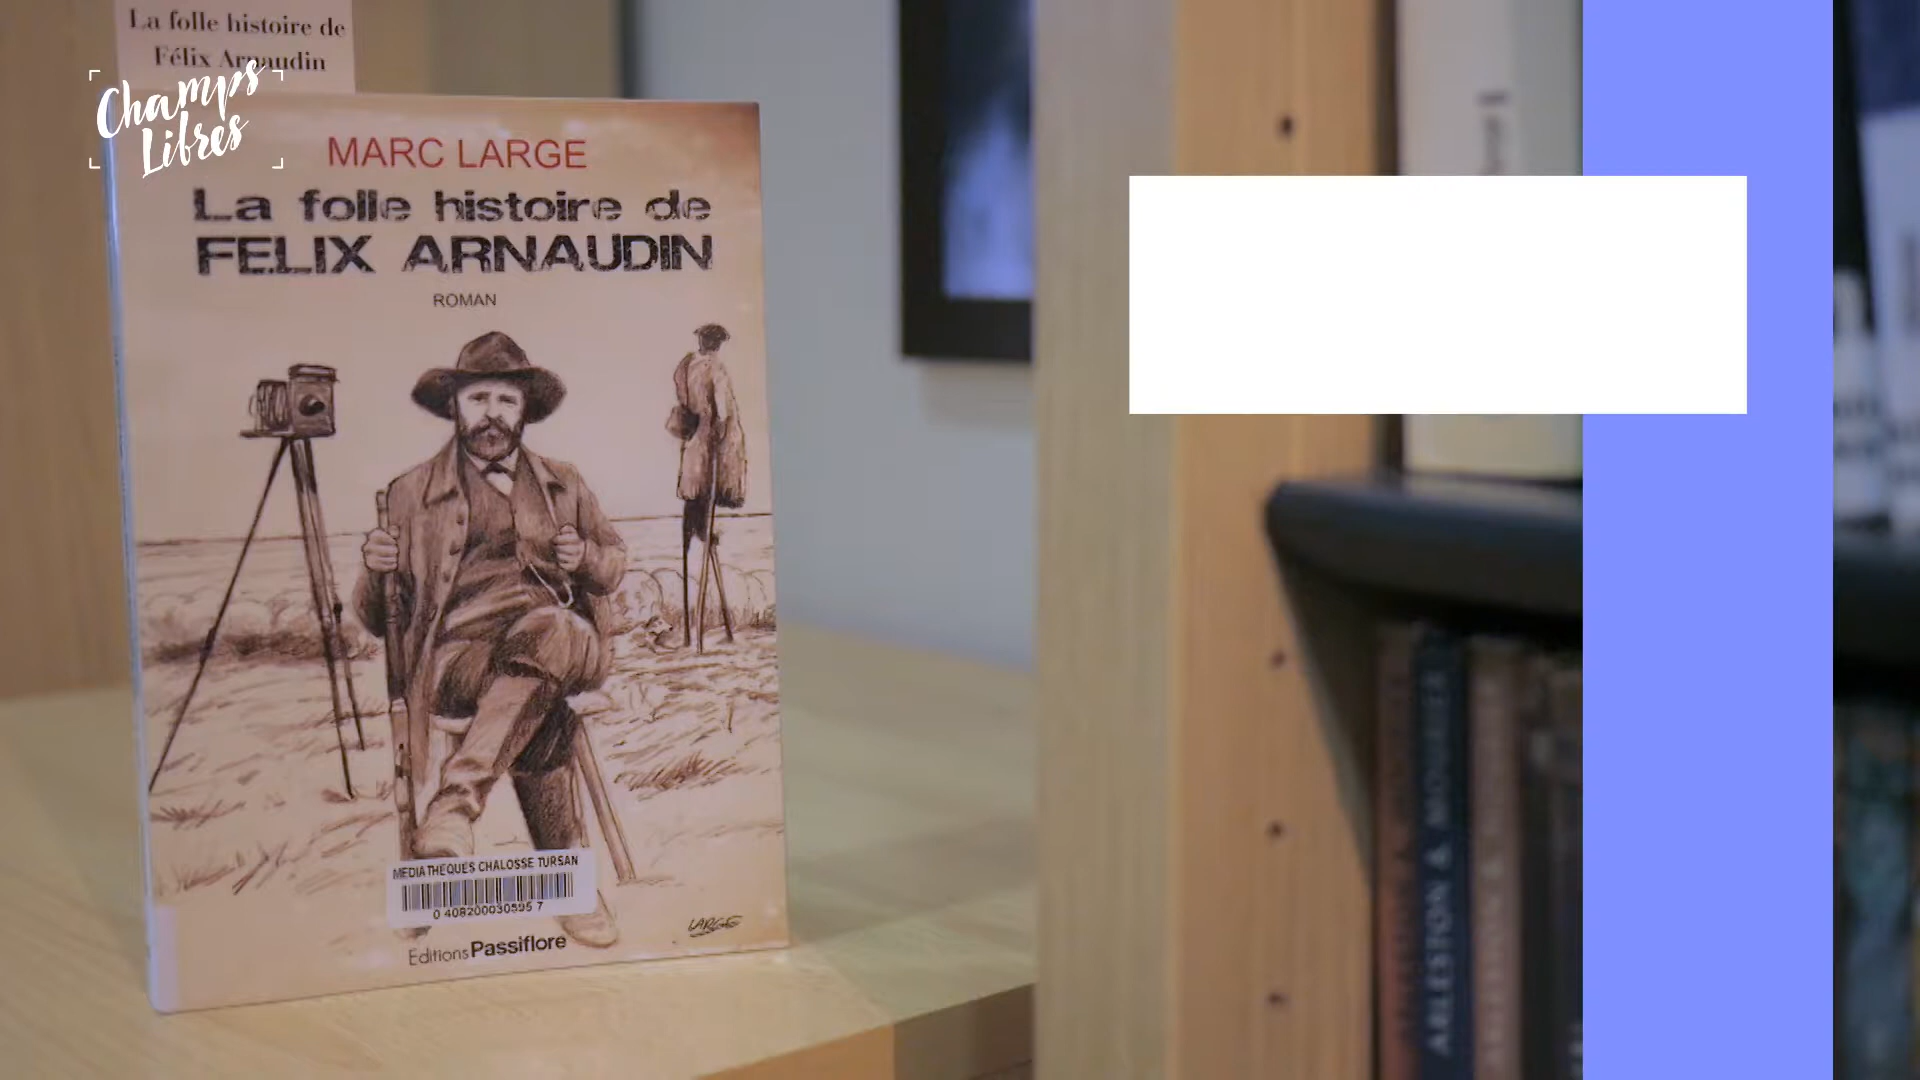 La folle histoire de
Félix Arnaudin
Champs
Libres
MARC LARGE
La folle histoire de
FELIX ARNAUDIN
ROMAN
MEDIATHEQUES CHALOSSE TURSAN
0 408200030595 7
LARGE
Editions Passiflore
ARLESTON & MOURIER